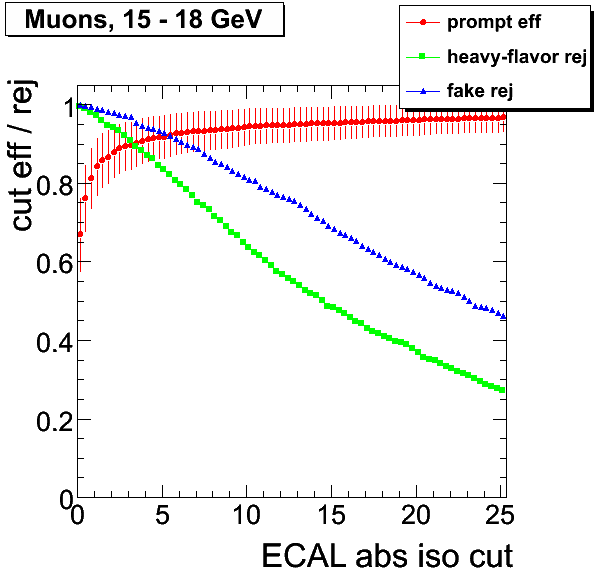 Muons, 15 - 18 GeV
prompt eff
heavy-flavor rej
fake rej
cut eff / rej
1
0.8
0.6
0.4
0.2
0
0 5 10 15 20 25
ECAL abs iso cut